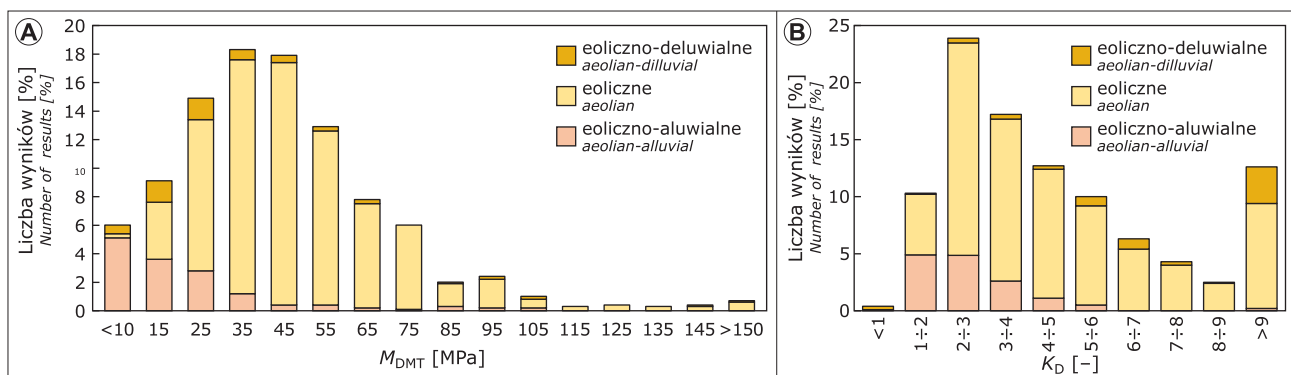 A
Liczba wyników [%]
Number of results [%]
20
18
16
14
12
10
8
6
4
2
0
eoliczno-deluwialne
aeolian-dilluvial
eoliczne
aeolian
eoliczno-aluwialne
aeolian-alluvial
<10 15 25 35 45 55 65 75 85 95 105 115 125 135 145 >150
MDMT [MPa]
B
Liczba wyników [%]
Number of results [%]
25
20
15
10
5
0
eoliczno-deluwialne
aeolian-dilluvial
eoliczne
aeolian
eoliczno-aluwialne
aeolian-alluvial
<1 1÷2 2÷3 3÷4 4÷5 5÷6 6÷7 7÷8 8÷9 >9
KD [–]